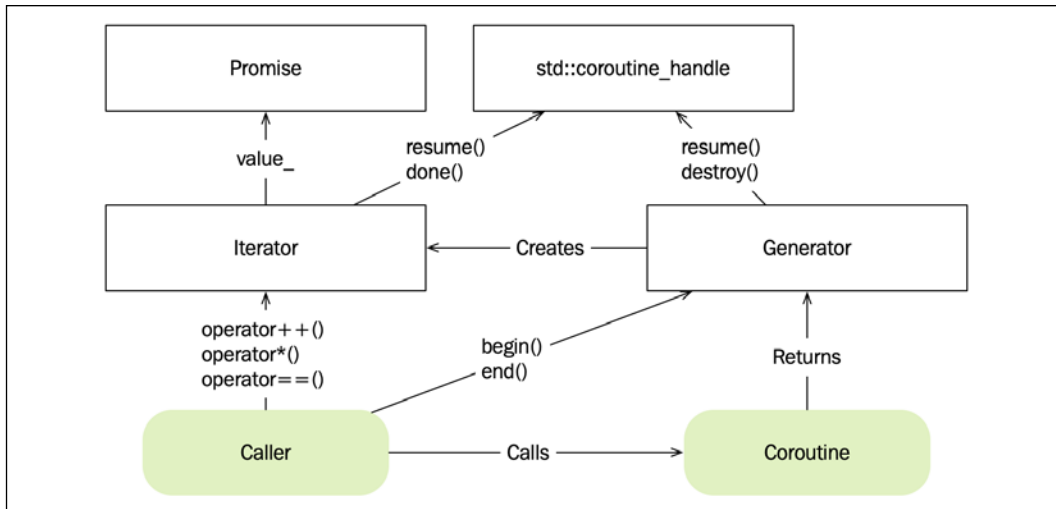 Promise
std::coroutine_handle
value_
resume()
done()
resume()
destroy()
Iterator
Creates
Generator
operator++()
operator*()
operator==()
begin()
end()
Returns
Caller
Calls
Coroutine